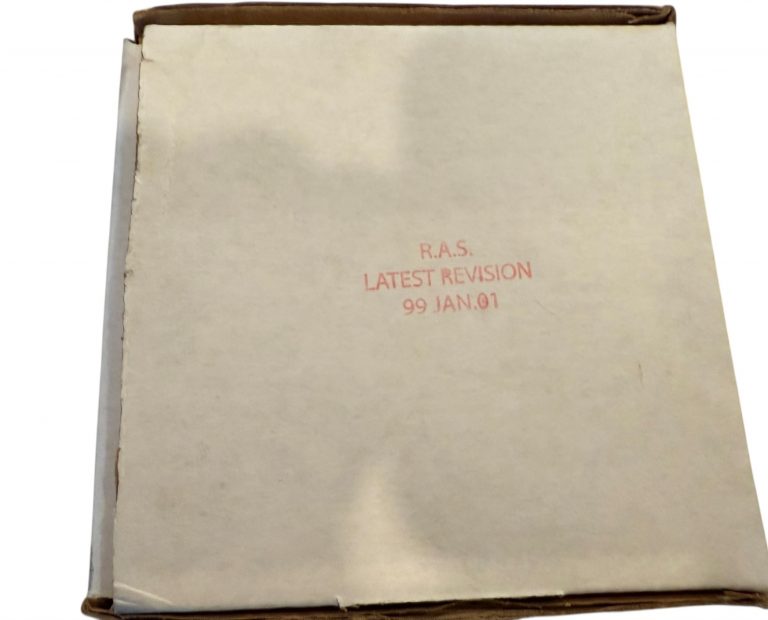 R.A.S.
LATEST REVISION
99 JAN.01